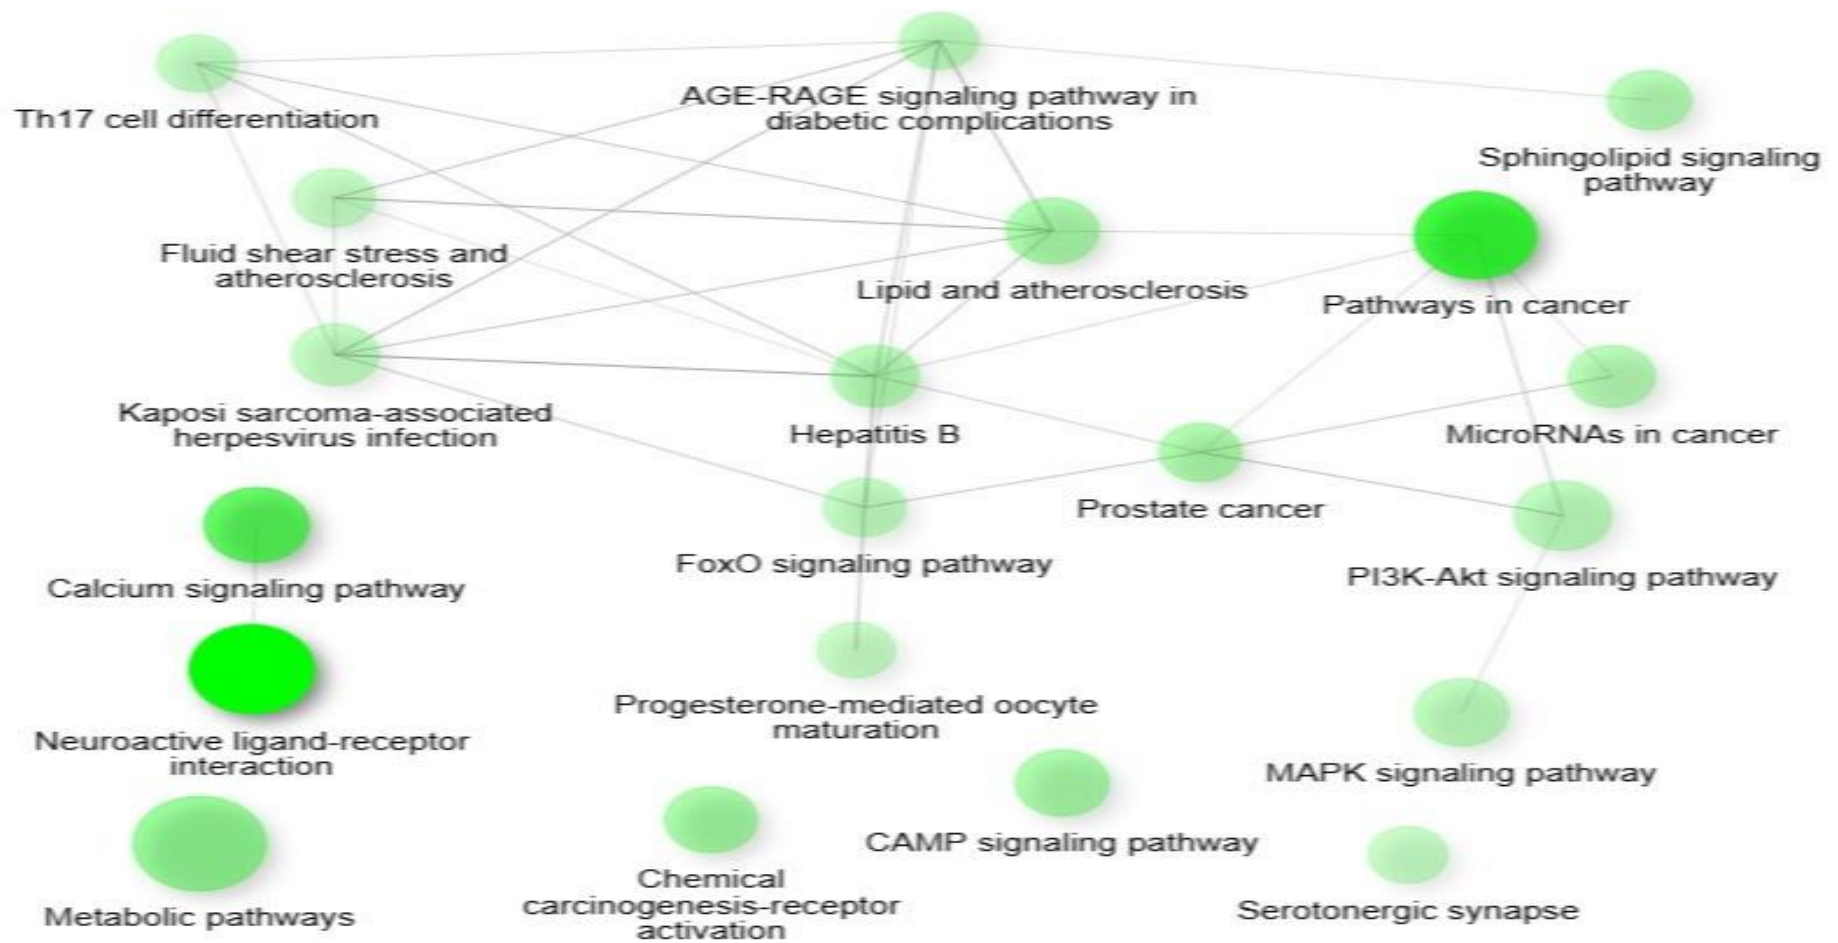 Th17 cell differentiation
AGE-RAGE signaling pathway in
diabetic complications
Sphingolipid signaling
pathway
Fluid shear stress and
atherosclerosis
Lipid and atherosclerosis
Pathways in cancer
Kaposi sarcoma-associated
herpesvirus infection
Hepatitis B
MicroRNAs in cancer
Prostate cancer
Calcium signaling pathway
FoxO signaling pathway
PI3K-Akt signaling pathway
Neuroactive ligand-receptor
interaction
Progesterone-mediated oocyte
maturation
MAPK signaling pathway
Metabolic pathways
Chemical
carcinogenesis-receptor
activation
CAMP signaling pathway
Serotonergic synapse